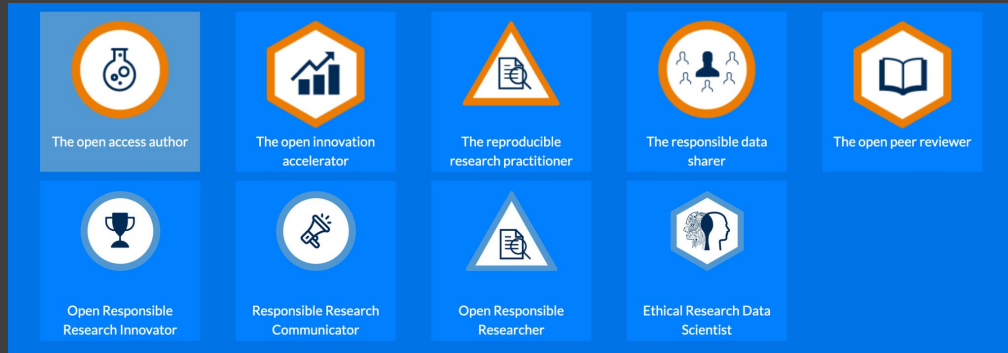 The open access author
The open innovation
accelerator
The reproducible
research practitioner
The responsible data
sharer
The open peer reviewer
Open Responsible
Research Innovator
Responsible Research
Communicator
Open Responsible
Researcher
Ethical Research Data
Scientist